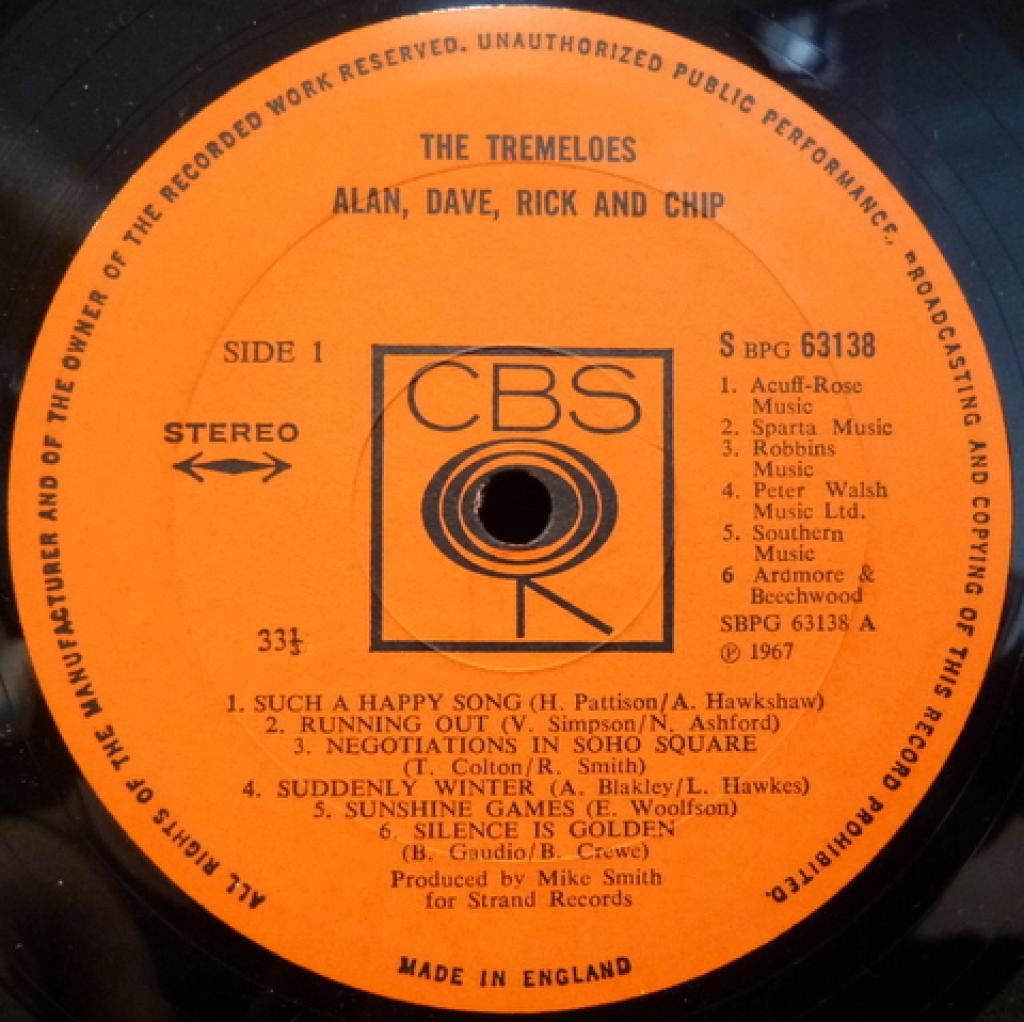 ALL RIGHTS OF THE MANUFACTURER AND OF THE OWNER OF THE RECORDED WORK RESERVED. UNAUTHORIZED PUBLIC PERFORMANCE, BROADCASTING AND COPYING OF THIS RECORD PROHIBITED.
THE TREMELOES
ALAN, DAVE, RICK AND CHIP
SIDE 1
STEREO
33⅓
CBS
S BPG 63138
1. Acuff-Rose
Music
2. Sparta Music
3. Robbins
Music
4. Peter Walsh
Music Ltd.
5. Southern
Music
6 Ardmore &
Beechwood
SBPG 63138 A
℗ 1967
1. SUCH A HAPPY SONG (H. Pattison/A. Hawkshaw)
2. RUNNING OUT (V. Simpson/N. Ashford)
3. NEGOTIATIONS IN SOHO SQUARE
(T. Colton/R. Smith)
4. SUDDENLY WINTER (A. Blakley/L. Hawkes)
5. SUNSHINE GAMES (E. Woolfson)
6. SILENCE IS GOLDEN
(B. Gaudio/B. Crewe)
Produced by Mike Smith
for Strand Records
MADE IN ENGLAND